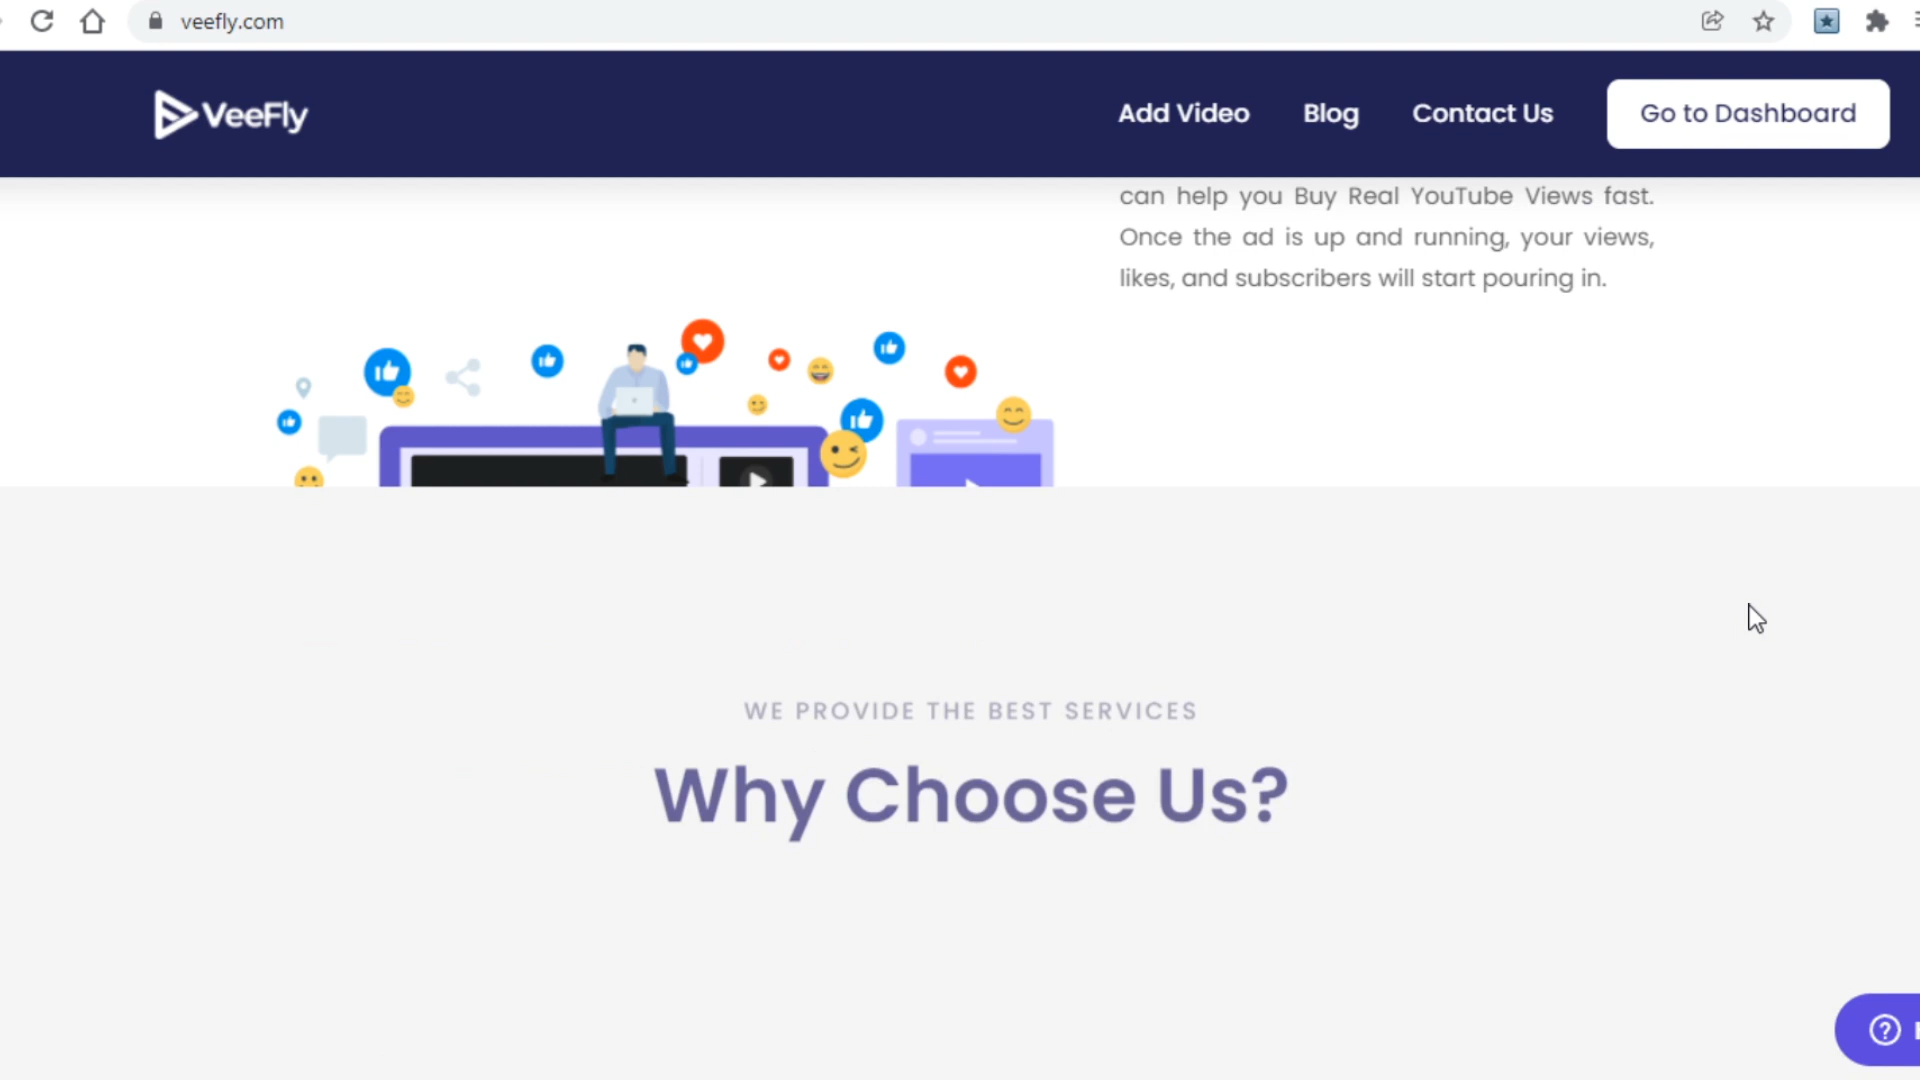 veefly.com
VeeFly
Add Video
Blog
Contact Us
Go to Dashboard
can help you Buy Real YouTube Views fast.
Once the ad is up and running, your views,
likes, and subscribers will start pouring in.
WE PROVIDE THE BEST SERVICES
Why Choose Us?